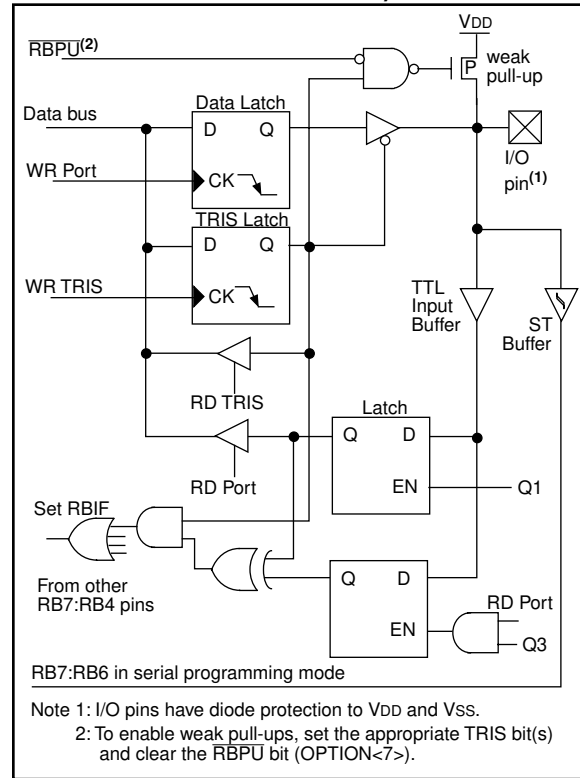 VDD
RBPU(2)
weak
pull-up
P
Data Latch
Data bus
D Q
I/O
pin(1)
WR Port
CK
TRIS Latch
D Q
WR TRIS
CK
TTL
Input
Buffer
ST
Buffer
RD TRIS
Latch
Q D
RD Port
EN
Q1
Set RBIF
From other
RB7:RB4 pins
Q D
RD Port
EN
Q3
RB7:RB6 in serial programming mode
Note 1: I/O pins have diode protection to VDD and VSS.
2: To enable weak pull-ups, set the appropriate TRIS bit(s)
and clear the RBPU bit (OPTION<7>).